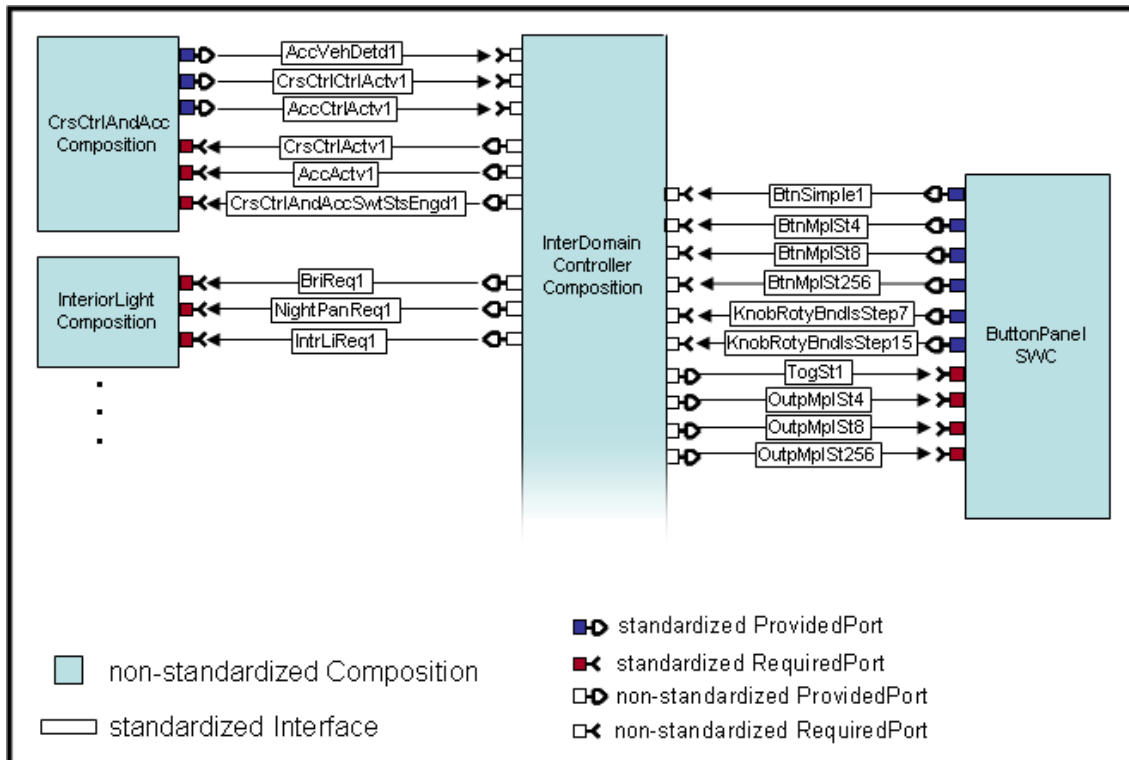 CrsCtrlAndAcc
Composition
AccVehDetd1
CrsCtrlCtrlActv1
AccCtrlActv1
CrsCtrlActv1
AccActv1
CrsCtrlAndAccSwtStsEngd1
InteriorLight
Composition
BriReq1
NightPanReq1
IntrLiReq1
InterDomain
Controller
Composition
BtnSimple1
BtnMplSt4
BtnMplSt8
BtnMplSt256
KnobRotyBndlsStep7
KnobRotyBndlsStep15
TogSt1
OutpMplSt4
OutpMplSt8
OutpMplSt256
ButtonPanel
SWC
non-standardized Composition
standardized Interface
standardized ProvidedPort
standardized RequiredPort
non-standardized ProvidedPort
non-standardized RequiredPort